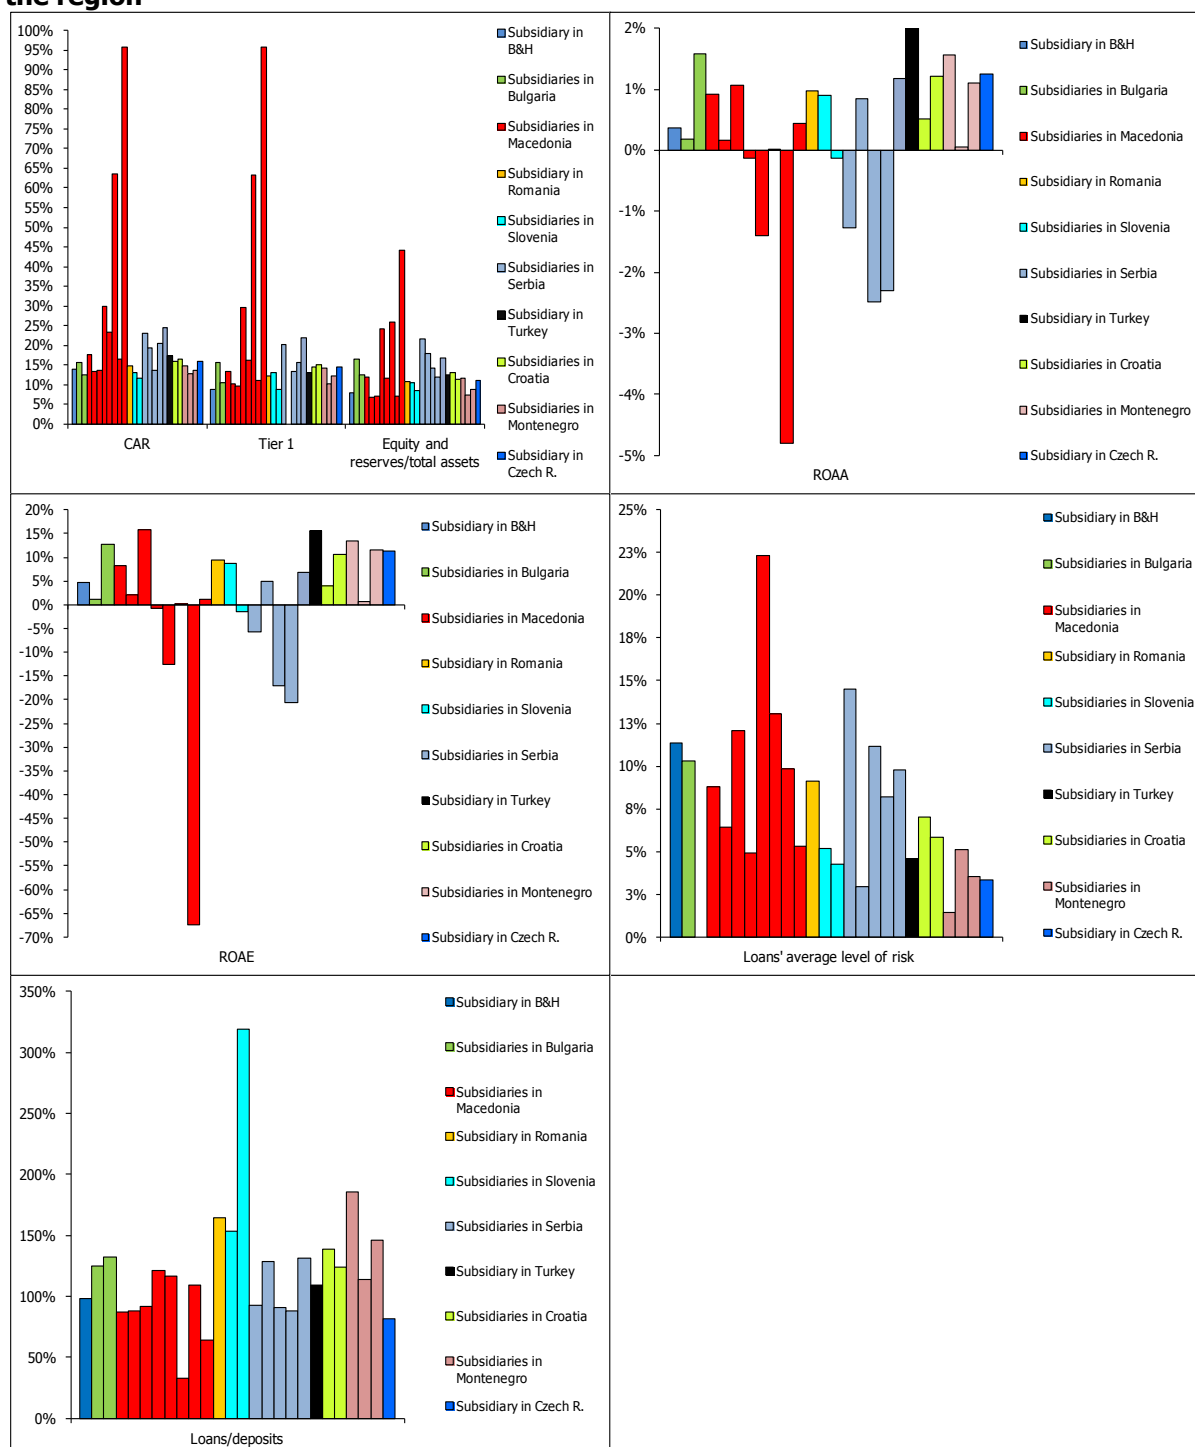 the region
100%
95%
90%
85%
80%
75%
70%
65%
60%
55%
50%
45%
40%
35%
30%
25%
20%
15%
10%
5%
0%
CAR
Tier 1
Equity and
reserves/total assets
Subsidiary in
B&H
Subsidiaries in
Bulgaria
Subsidiaries in
Macedonia
Subsidiary in
Romania
Subsidiaries in
Slovenia
Subsidiaries in
Serbia
Subsidiary in
Turkey
Subsidiaries in
Croatia
Subsidiaries in
Montenegro
Subsidiary in
Czech R.
2%
1%
0%
-1%
-2%
-3%
-4%
-5%
ROAA
Subsidiary in B&H
Subsidiaries in Bulgaria
Subsidiaries in Macedonia
Subsidiary in Romania
Subsidiaries in Slovenia
Subsidiaries in Serbia
Subsidiary in Turkey
Subsidiaries in Croatia
Subsidiaries in Montenegro
Subsidiary in Czech R.
20%
15%
10%
5%
0%
-5%
-10%
-15%
-20%
-25%
-30%
-35%
-40%
-45%
-50%
-55%
-60%
-65%
-70%
ROAE
Subsidiary in B&H
Subsidiaries in Bulgaria
Subsidiaries in Macedonia
Subsidiary in Romania
Subsidiaries in Slovenia
Subsidiaries in Serbia
Subsidiary in Turkey
Subsidiaries in Croatia
Subsidiaries in Montenegro
Subsidiary in Czech R.
25%
23%
20%
18%
15%
13%
10%
8%
5%
3%
0%
Loans' average level of risk
Subsidiary in B&H
Subsidiaries in Bulgaria
Subsidiaries in
Macedonia
Subsidiary in Romania
Subsidiaries in Slovenia
Subsidiaries in Serbia
Subsidiary in Turkey
Subsidiaries in Croatia
Subsidiaries in
Montenegro
Subsidiary in Czech R.
350%
300%
250%
200%
150%
100%
50%
0%
Loans/deposits
Subsidiary in B&H
Subsidiaries in Bulgaria
Subsidiaries in
Macedonia
Subsidiary in Romania
Subsidiaries in Slovenia
Subsidiaries in Serbia
Subsidiary in Turkey
Subsidiaries in Croatia
Subsidiaries in
Montenegro
Subsidiary in Czech R.